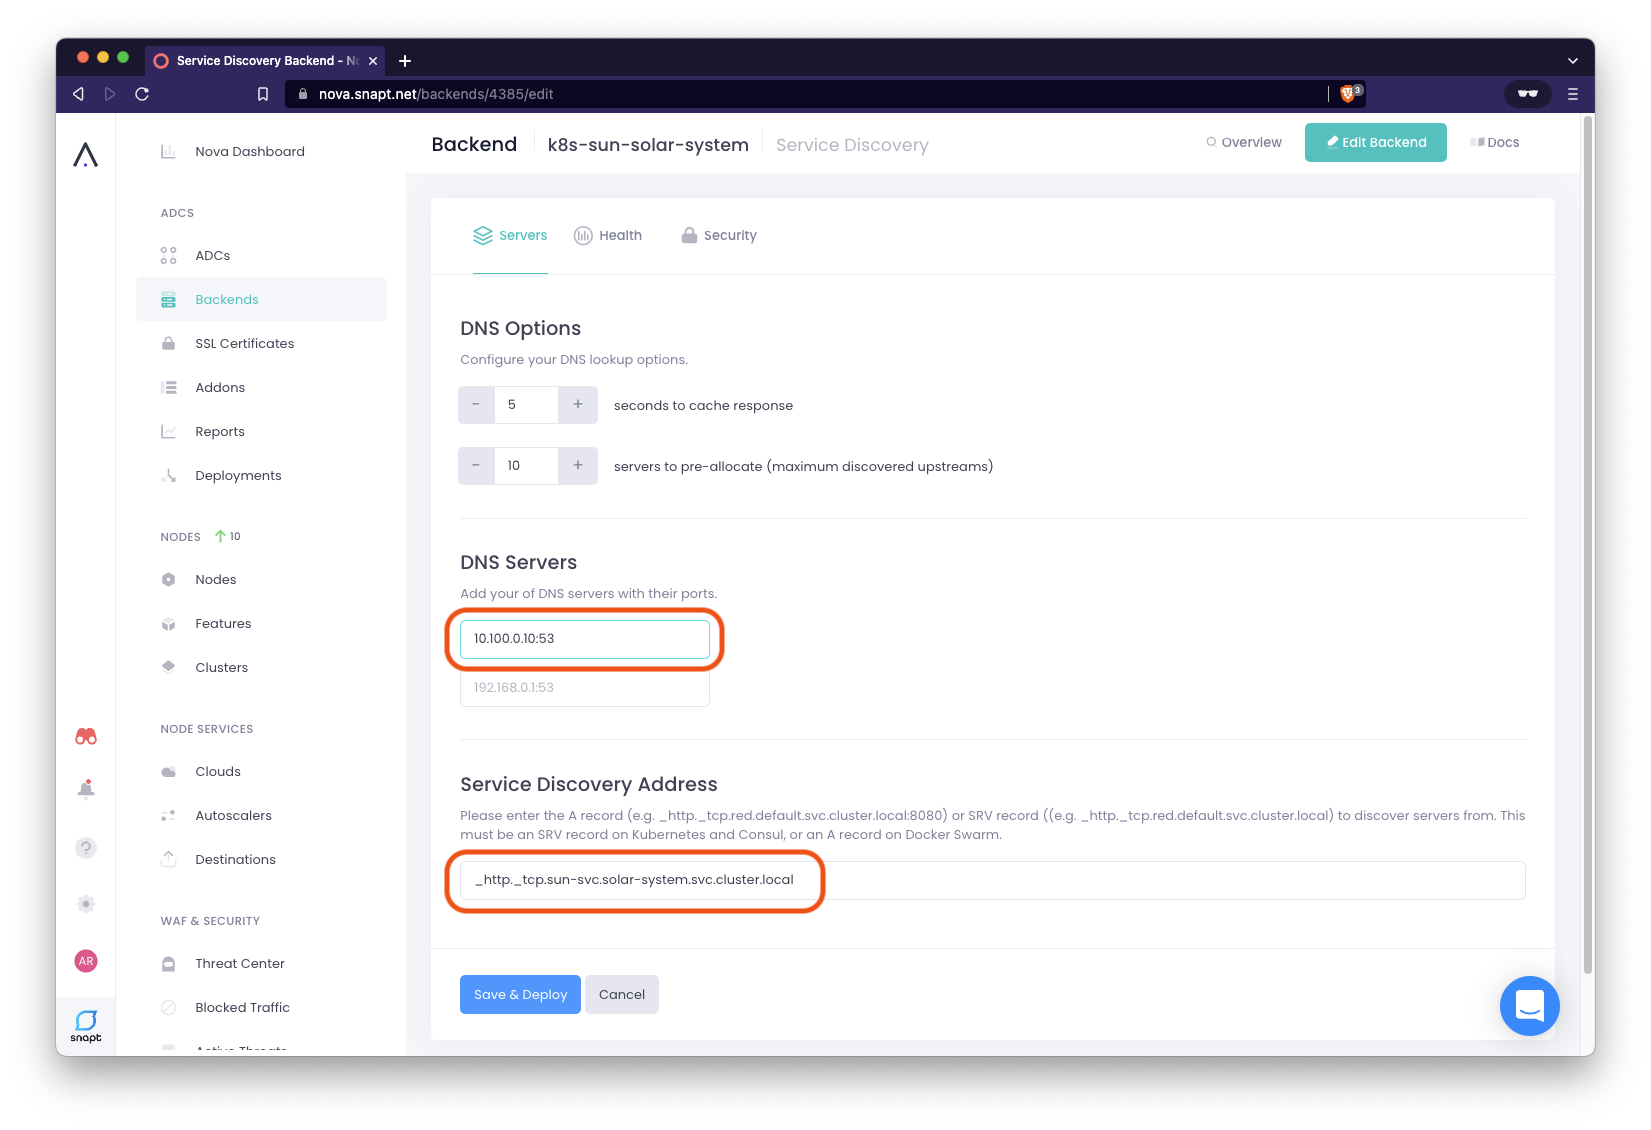 Service Discovery Backend - No
nova.snapt.net/backends/4385/edit
3
Nova Dashboard
ADCS
ADCs
Backends
SSL Certificates
Addons
Reports
Deployments
NODES 10
Nodes
Features
Clusters
NODE SERVICES
Clouds
Autoscalers
Destinations
WAF & SECURITY
Threat Center
Blocked Traffic
Active Threats
AR
snapt
Backend k8s-sun-solar-system Service Discovery
Overview Edit Backend Docs
Servers Health Security
DNS Options
Configure your DNS lookup options.
- 5 + seconds to cache response
- 10 + servers to pre-allocate (maximum discovered upstreams)
DNS Servers
Add your of DNS servers with their ports.
10.100.0.10:53
192.168.0.1:53
Service Discovery Address
Please enter the A record (e.g. _http._tcp.red.default.svc.cluster.local:8080) or SRV record ((e.g. _http._tcp.red.default.svc.cluster.local) to discover servers from. This
must be an SRV record on Kubernetes and Consul, or an A record on Docker Swarm.
_http._tcp.sun-svc.solar-system.svc.cluster.local
Save & Deploy Cancel